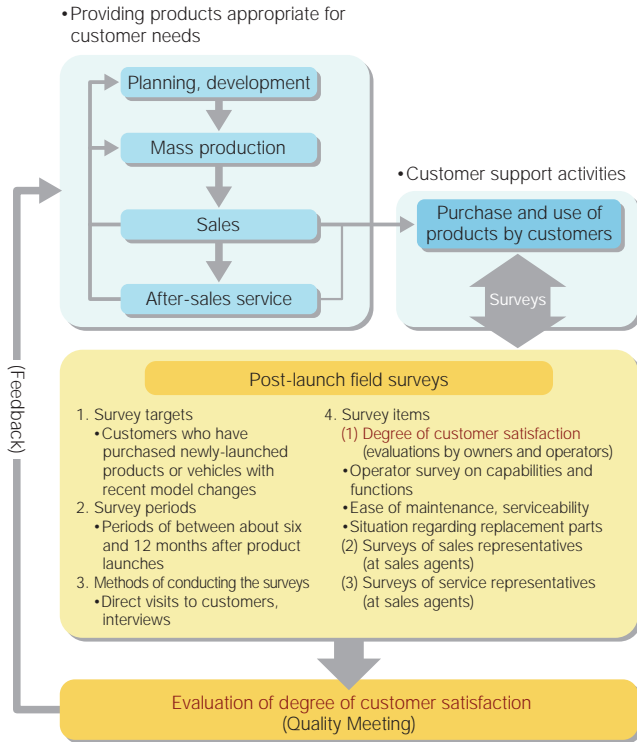 •Providing products appropriate for
customer needs
Planning, development
Mass production
Sales
After-sales service
•Customer support activities
Purchase and use of
products by customers
Surveys
(Feedback)
Post-launch field surveys
1. Survey targets
•Customers who have
purchased newly-launched
products or vehicles with
recent model changes
2. Survey periods
•Periods of between about six
and 12 months after product
launches
3. Methods of conducting the surveys
•Direct visits to customers,
interviews
4. Survey items
(1) Degree of customer satisfaction
(evaluations by owners and operators)
•Operator survey on capabilities and
functions
•Ease of maintenance, serviceability
•Situation regarding replacement parts
(2) Surveys of sales representatives
(at sales agents)
(3) Surveys of service representatives
(at sales agents)
Evaluation of degree of customer satisfaction
(Quality Meeting)